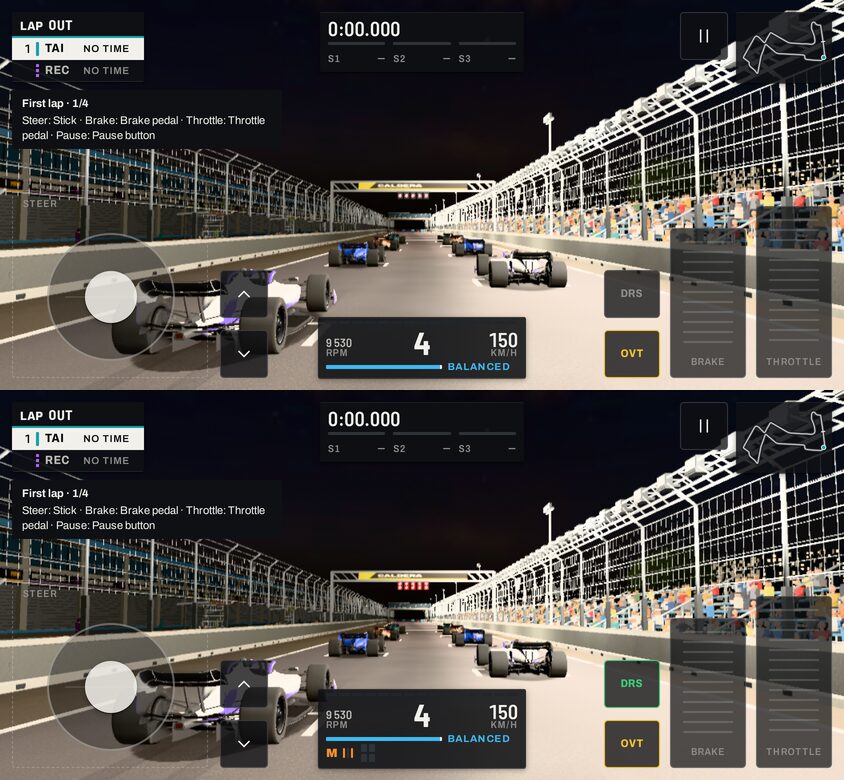 LAP OUT
1 TAI NO TIME
REC NO TIME
0:00.000
S1 – S2 – S3 –
First lap · 1/4
Steer: Stick · Brake: Brake pedal · Throttle: Throttle
pedal · Pause: Pause button
CALDERA
STEER
DRS
9 530 RPM
4
150 KM/H
BALANCED
OVT
BRAKE
THROTTLE
LAP OUT
1 TAI NO TIME
REC NO TIME
0:00.000
S1 – S2 – S3 –
First lap · 1/4
Steer: Stick · Brake: Brake pedal · Throttle: Throttle
pedal · Pause: Pause button
CALDERA
STEER
DRS
9 530 RPM
4
150 KM/H
BALANCED
M
OVT
BRAKE
THROTTLE